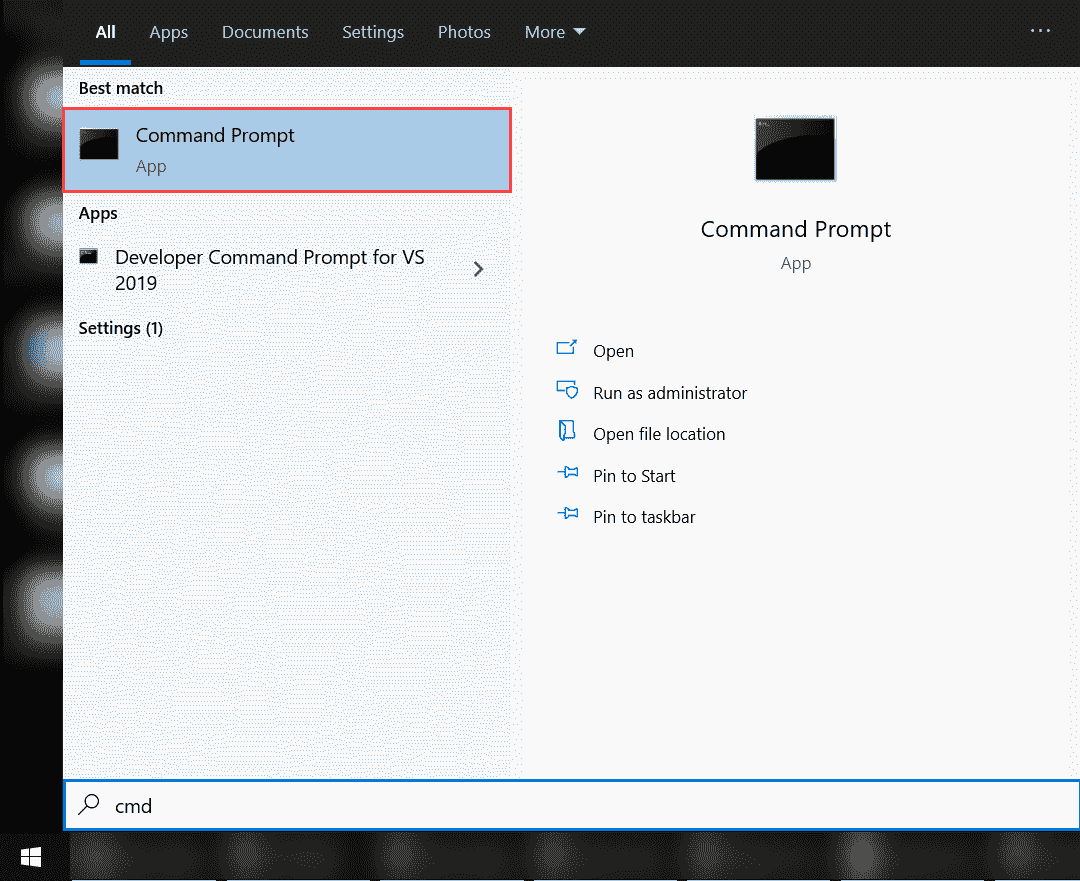 All Apps Documents Settings Photos More ...
Best match
Command Prompt
App
Apps
Developer Command Prompt for VS
2019
Settings (1)
Command Prompt
App
Open
Run as administrator
Open file location
Pin to Start
Pin to taskbar
cmd